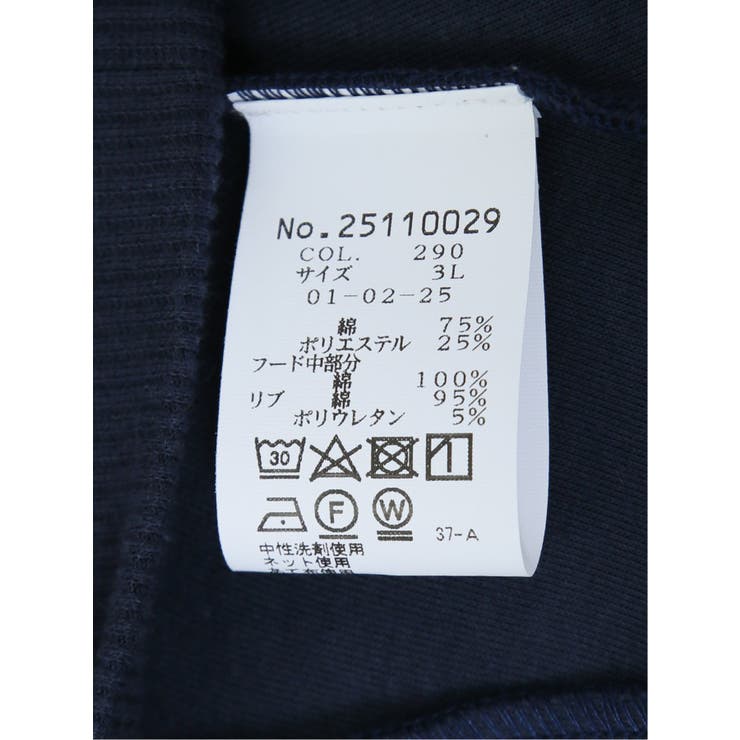 No.25110029
COL. 290
サイズ 3L
01-02-25
綿 75%
ポリエステル 25%
フード中部分
綿 100%
リブ 綿 95%
ポリウレタン 5%
30
F W 37-A
中性洗剤使用
ネット使用